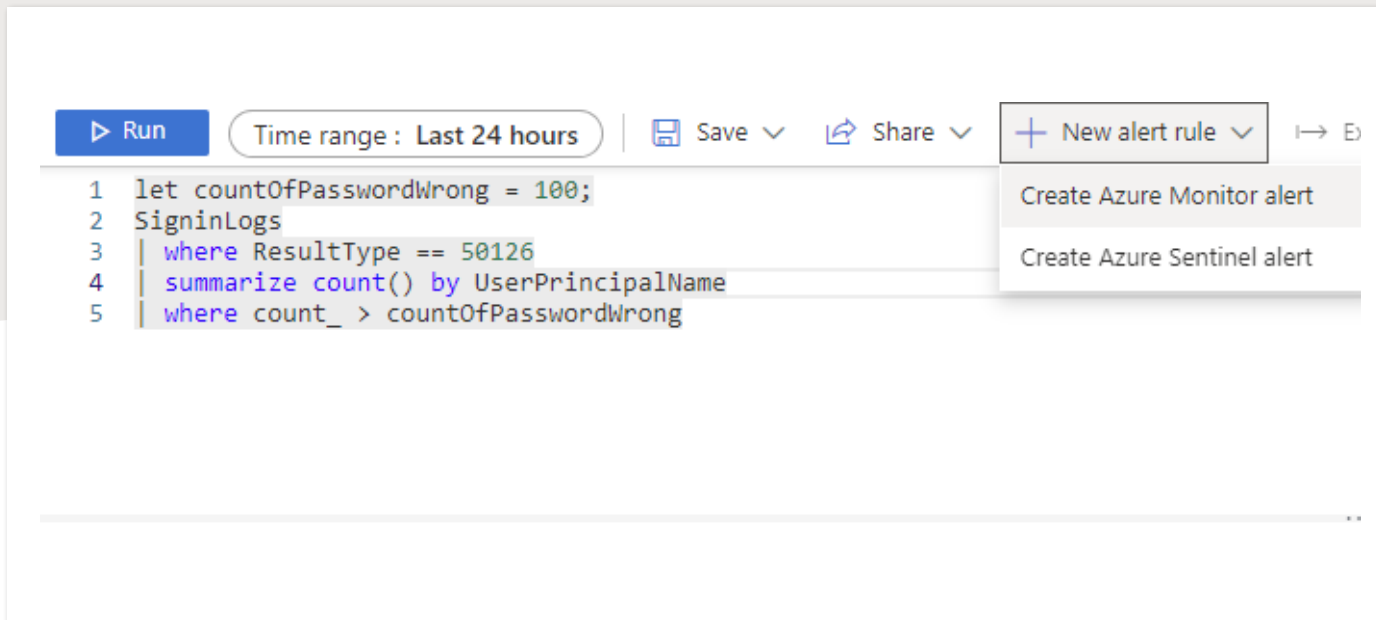 Run Time range : Last 24 hours Save Share New alert rule
1 let countOfPasswordWrong = 100;
2 SigninLogs
3 | where ResultType == 50126
4 | summarize count() by UserPrincipalName
5 | where count_ > countOfPasswordWrong
Create Azure Monitor alert
Create Azure Sentinel alert